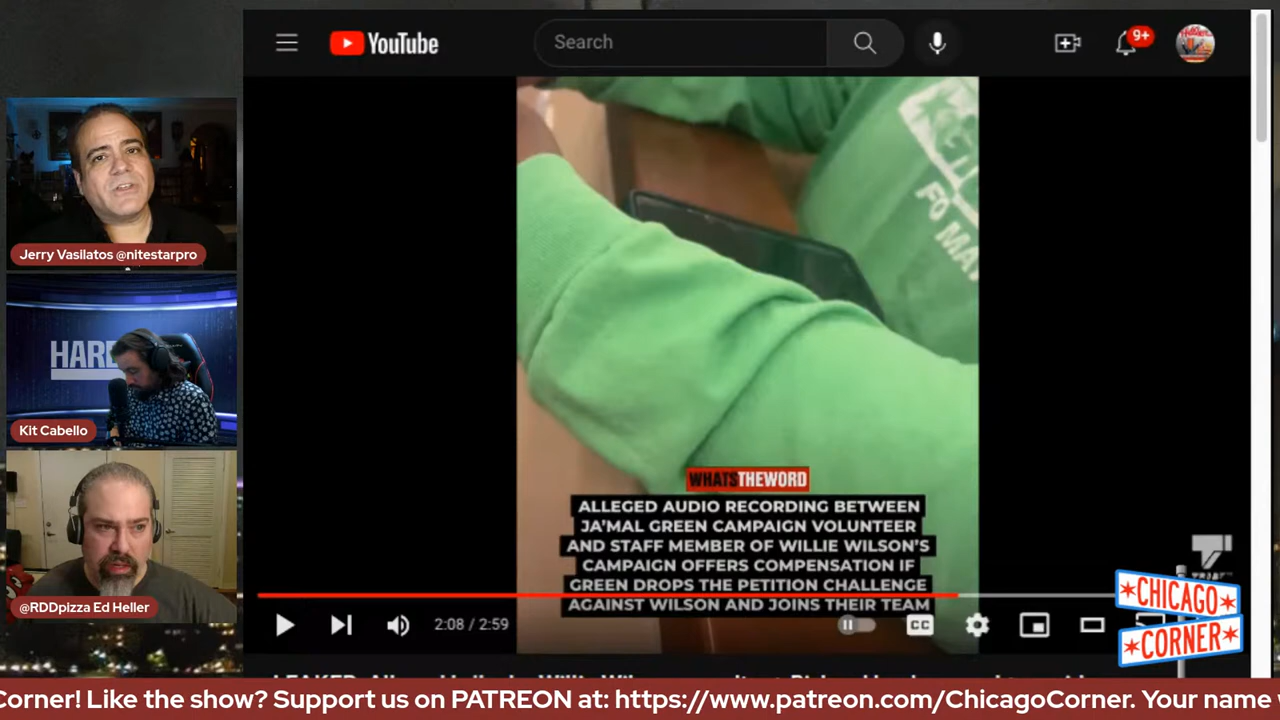 YouTube
Search
9+
Jerry Vasilatos @nitestarpro
HARD
Kit Cabello
@RDDpizza Ed Heller
FO
WHATSTHEWORD
ALLEGED AUDIO RECORDING BETWEEN
JA'MAL GREEN CAMPAIGN VOLUNTEER
AND STAFF MEMBER OF WILLIE WILSON'S
CAMPAIGN OFFERS COMPENSATION IF
GREEN DROPS THE PETITION CHALLENGE
AGAINST WILSON AND JOINS THEIR TEAM
2:08 / 2:59
CC
CHICAGO
CORNER
Corner! Like the show? Support us on PATREON at: https://www.patreon.com/ChicagoCorner. Your name